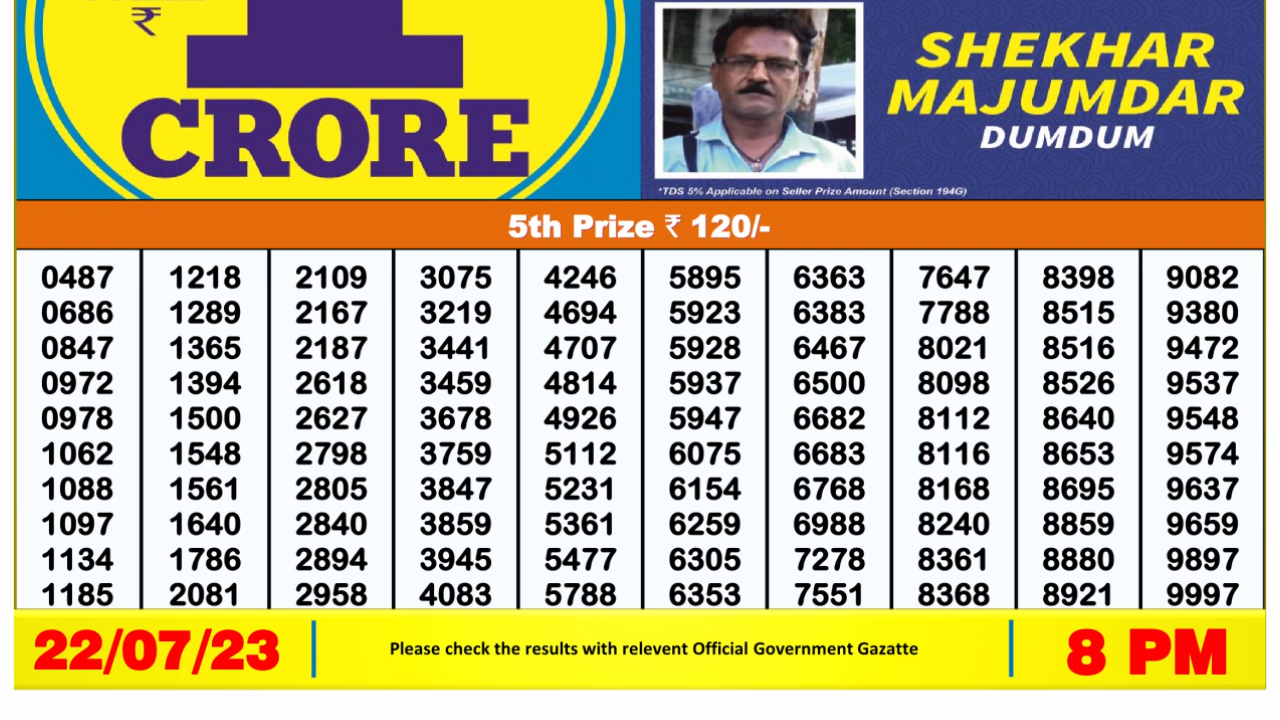 ₹
1
CRORE
SHEKHAR
MAJUMDAR
DUMDUM
*TDS 5% Applicable on Seller Prize Amount (Section 194G)
5th Prize ₹ 120/-
0487 1218 2109 3075 4246 5895 6363 7647 8398 9082
0686 1289 2167 3219 4694 5923 6383 7788 8515 9380
0847 1365 2187 3441 4707 5928 6467 8021 8516 9472
0972 1394 2618 3459 4814 5937 6500 8098 8526 9537
0978 1500 2627 3678 4926 5947 6682 8112 8640 9548
1062 1548 2798 3759 5112 6075 6683 8116 8653 9574
1088 1561 2805 3847 5231 6154 6768 8168 8695 9637
1097 1640 2840 3859 5361 6259 6988 8240 8859 9659
1134 1786 2894 3945 5477 6305 7278 8361 8880 9897
1185 2081 2958 4083 5788 6353 7551 8368 8921 9997
22/07/23 Please check the results with relevent Official Government Gazatte 8 PM